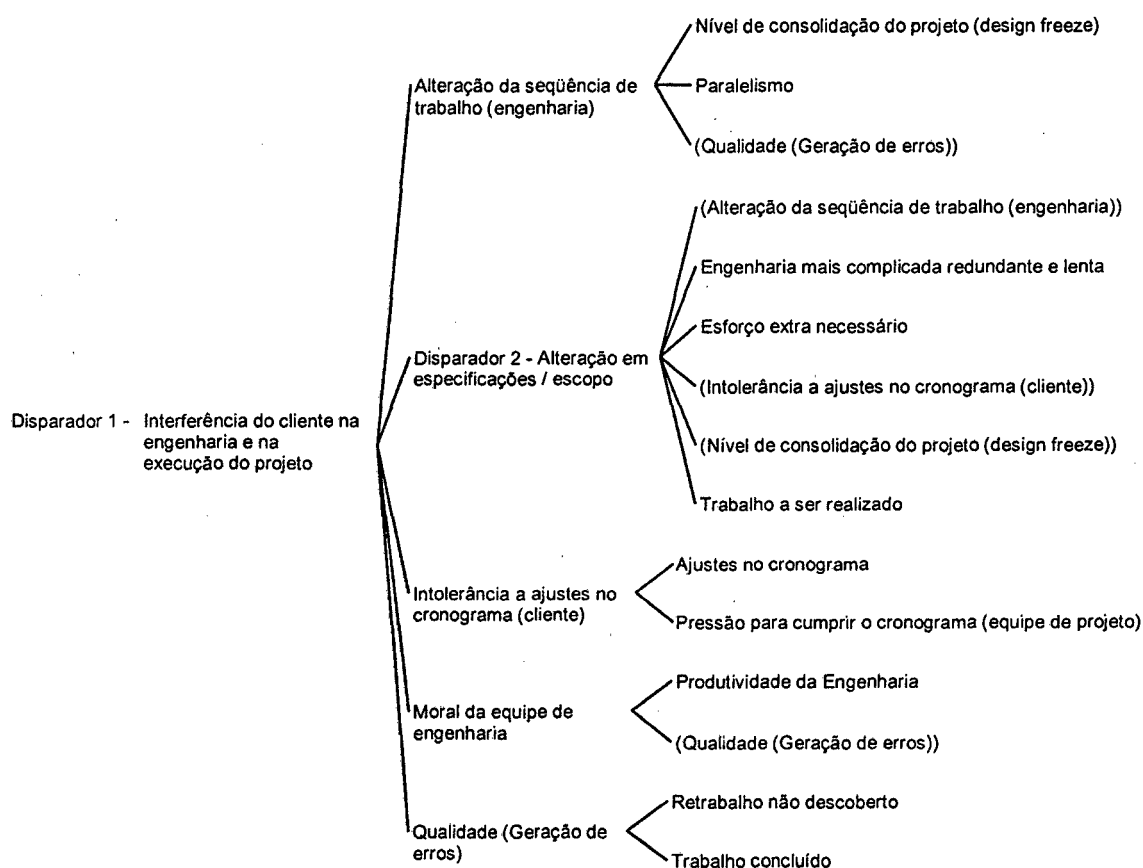 Nível de consolidação do projeto (design freeze)
Alteração da seqüência de
trabalho (engenharia)
Paralelismo
(Qualidade (Geração de erros))
(Alteração da seqüência de trabalho (engenharia))
Engenharia mais complicada redundante e lenta
Esforço extra necessário
Disparador 2 - Alteração em
especificações / escopo
(Intolerância a ajustes no cronograma (cliente))
Disparador 1 - Interferência do cliente na
engenharia e na
execução do projeto
(Nível de consolidação do projeto (design freeze))
Trabalho a ser realizado
Ajustes no cronograma
Intolerância a ajustes no
cronograma (cliente)
Pressão para cumprir o cronograma (equipe de projeto)
Produtividade da Engenharia
Moral da equipe de
engenharia
(Qualidade (Geração de erros))
Retrabalho não descoberto
Qualidade (Geração de
erros)
Trabalho concluído